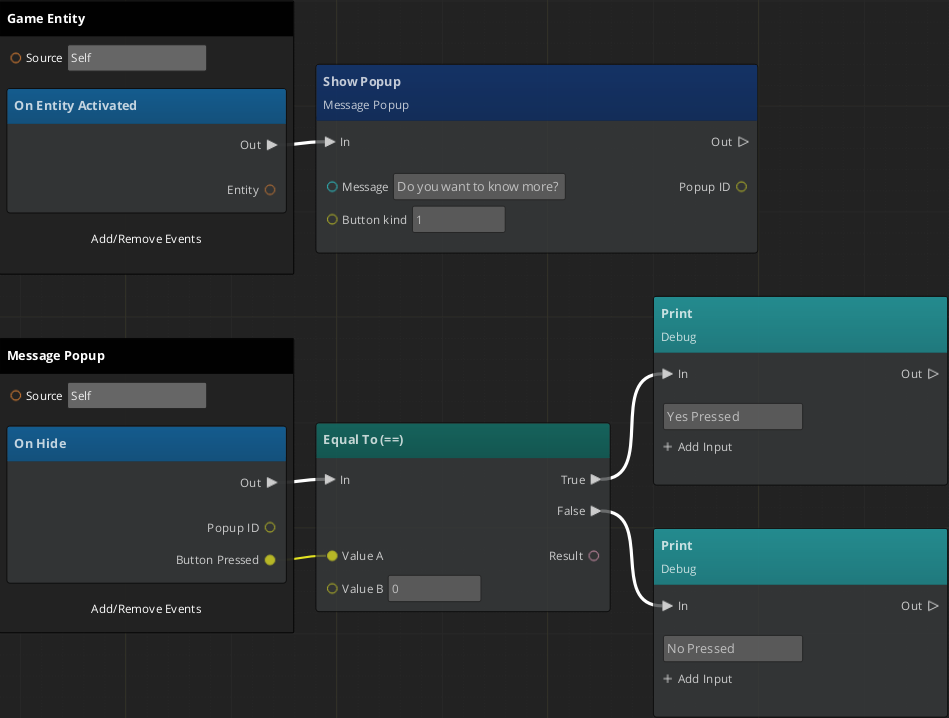 Game Entity
Source Self
On Entity Activated
Out
Entity
Add/Remove Events
Show Popup
Message Popup
In Out
Message Do you want to know more? Popup ID
Button kind 1
Message Popup
Source Self
On Hide
Out
Popup ID
Button Pressed
Add/Remove Events
Equal To (==)
In True
False
Value A Result
Value B 0
Print
Debug
In Out
Yes Pressed
+ Add Input
Print
Debug
In Out
No Pressed
+ Add Input